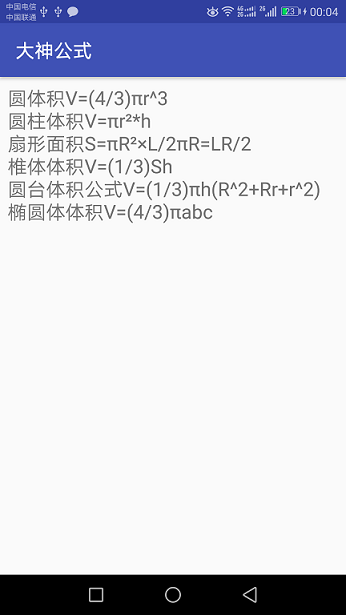 中国电信
中国联通
4G
2G
2G
23
00:04
大神公式
圆体积V=(4/3)πr^3
圆柱体积V=πr²*h
扇形面积S=πR²×L/2πR=LR/2
椎体体积V=(1/3)Sh
圆台体积公式V=(1/3)πh(R^2+Rr+r^2)
椭圆体体积V=(4/3)πabc